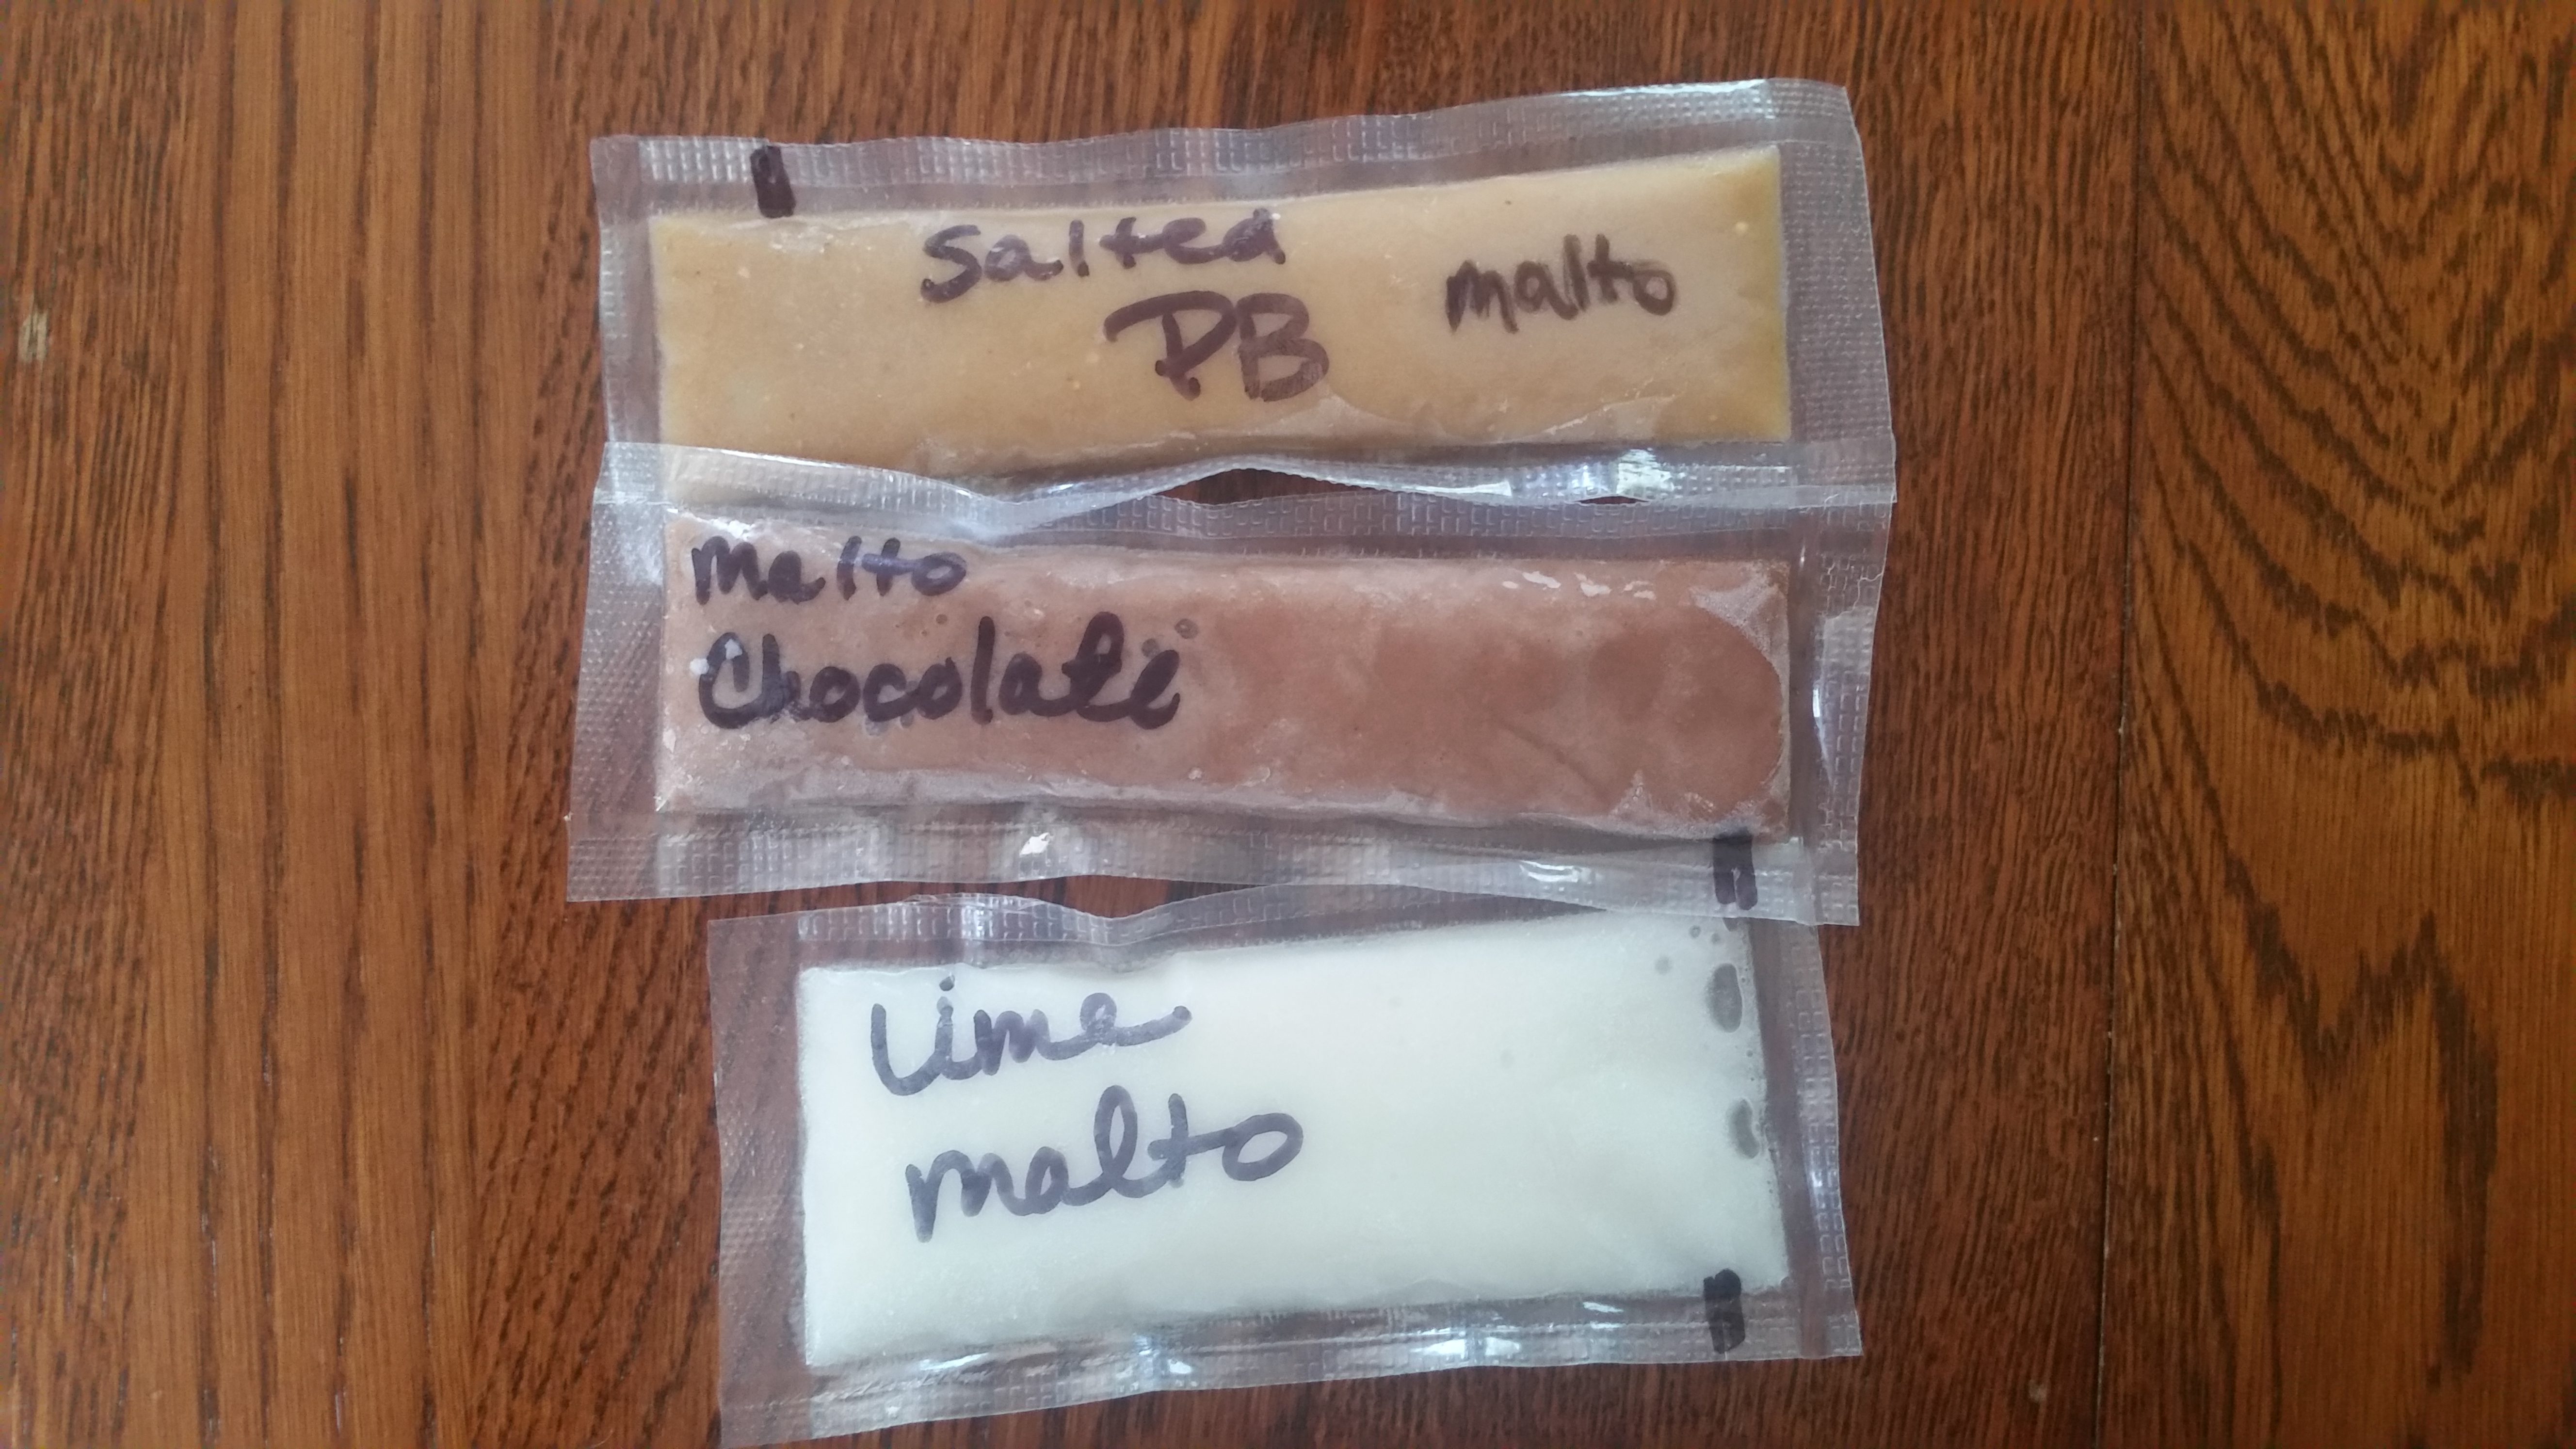 Salted
PB
malto
malto
Chocolate
Lime
malto